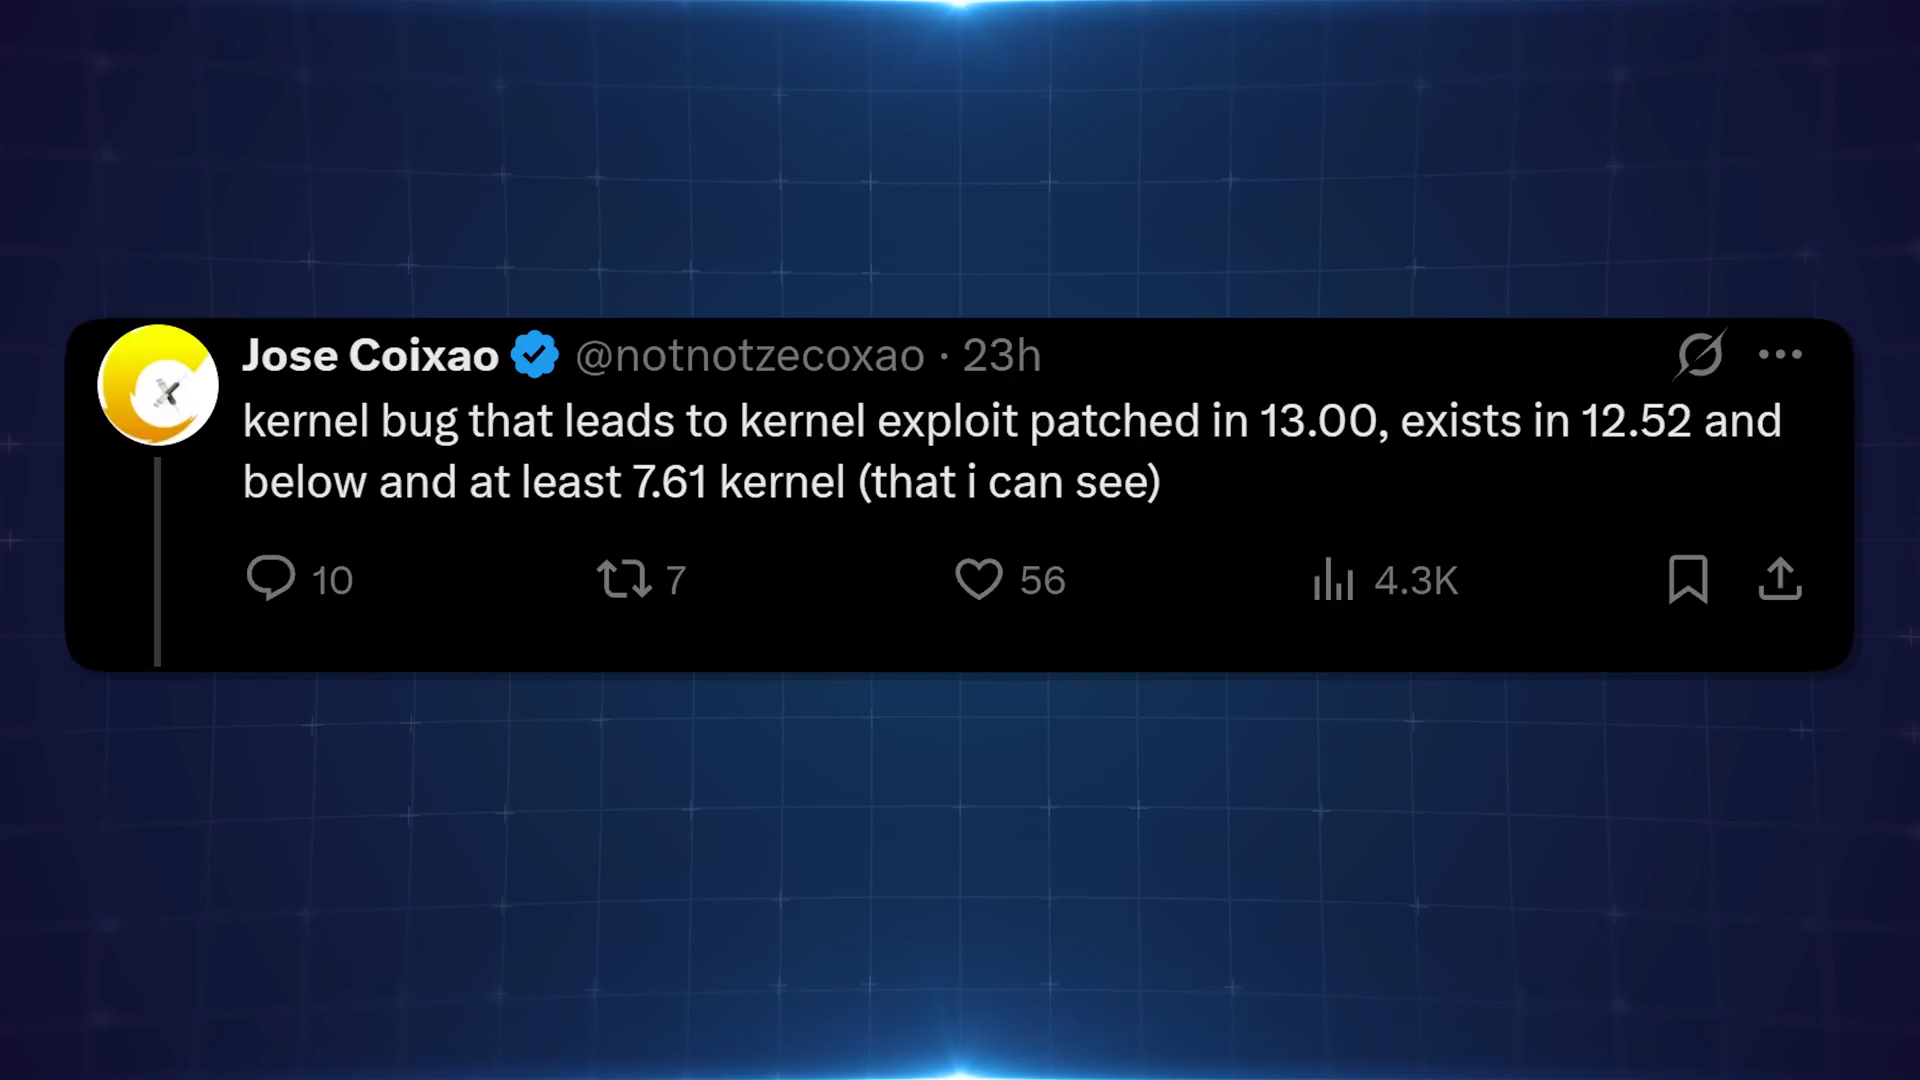 Jose Coixao @notnotzecoxao · 23h
kernel bug that leads to kernel exploit patched in 13.00, exists in 12.52 and
below and at least 7.61 kernel (that i can see)
10 7 56 4.3K